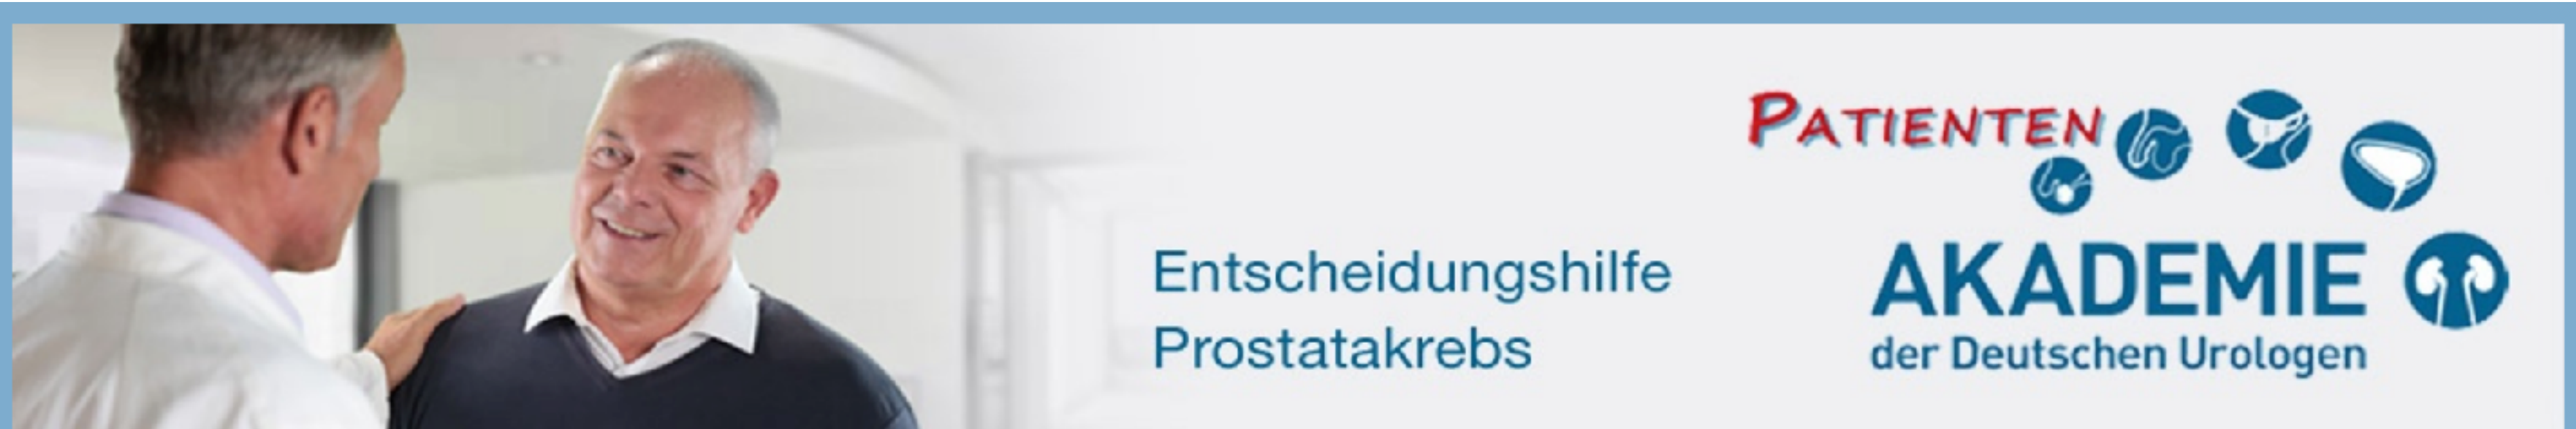 Entscheidungshilfe
Prostatakrebs
PATIENTEN
AKADEMIE
der Deutschen Urologen